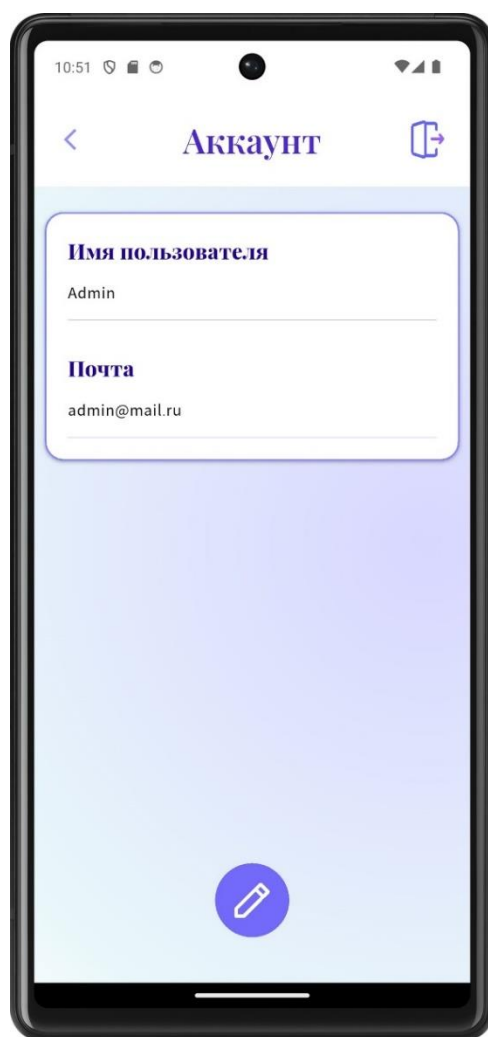 10:51
Аккаунт
Имя пользователя
Admin
Почта
admin@mail.ru